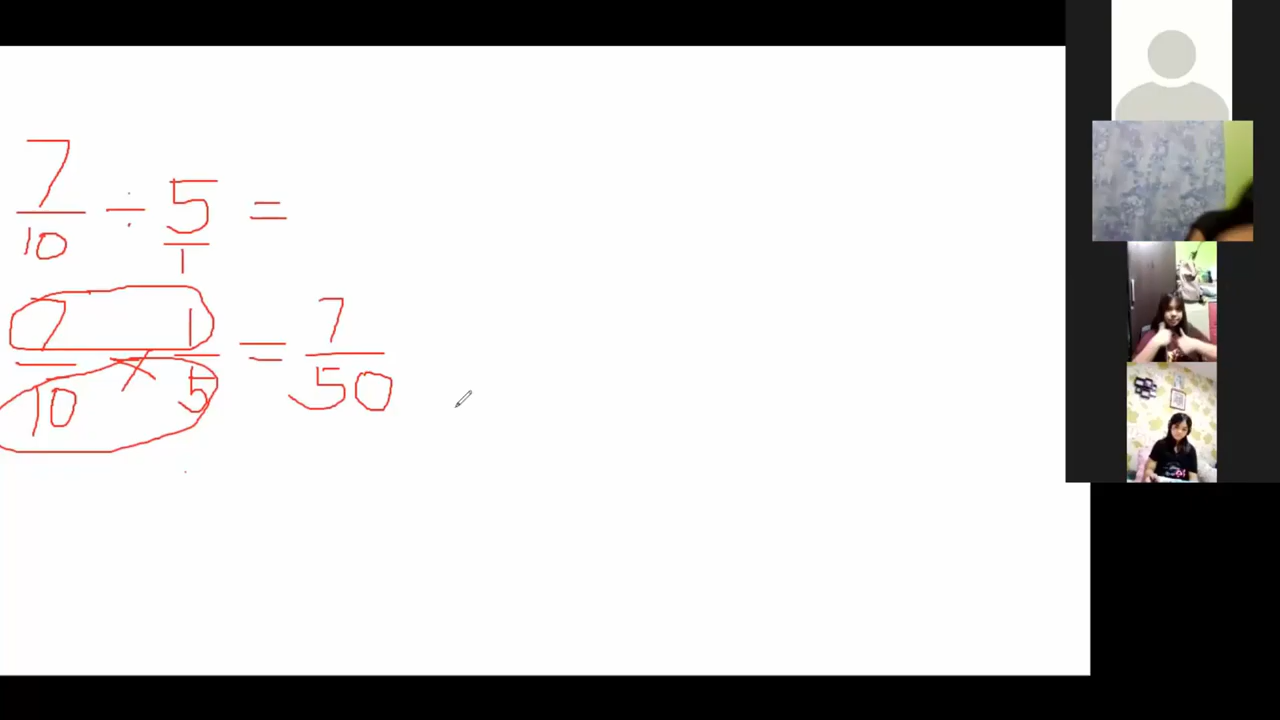 7/10 ÷ 5/1 =
7/10 × 1/5 = 7/50